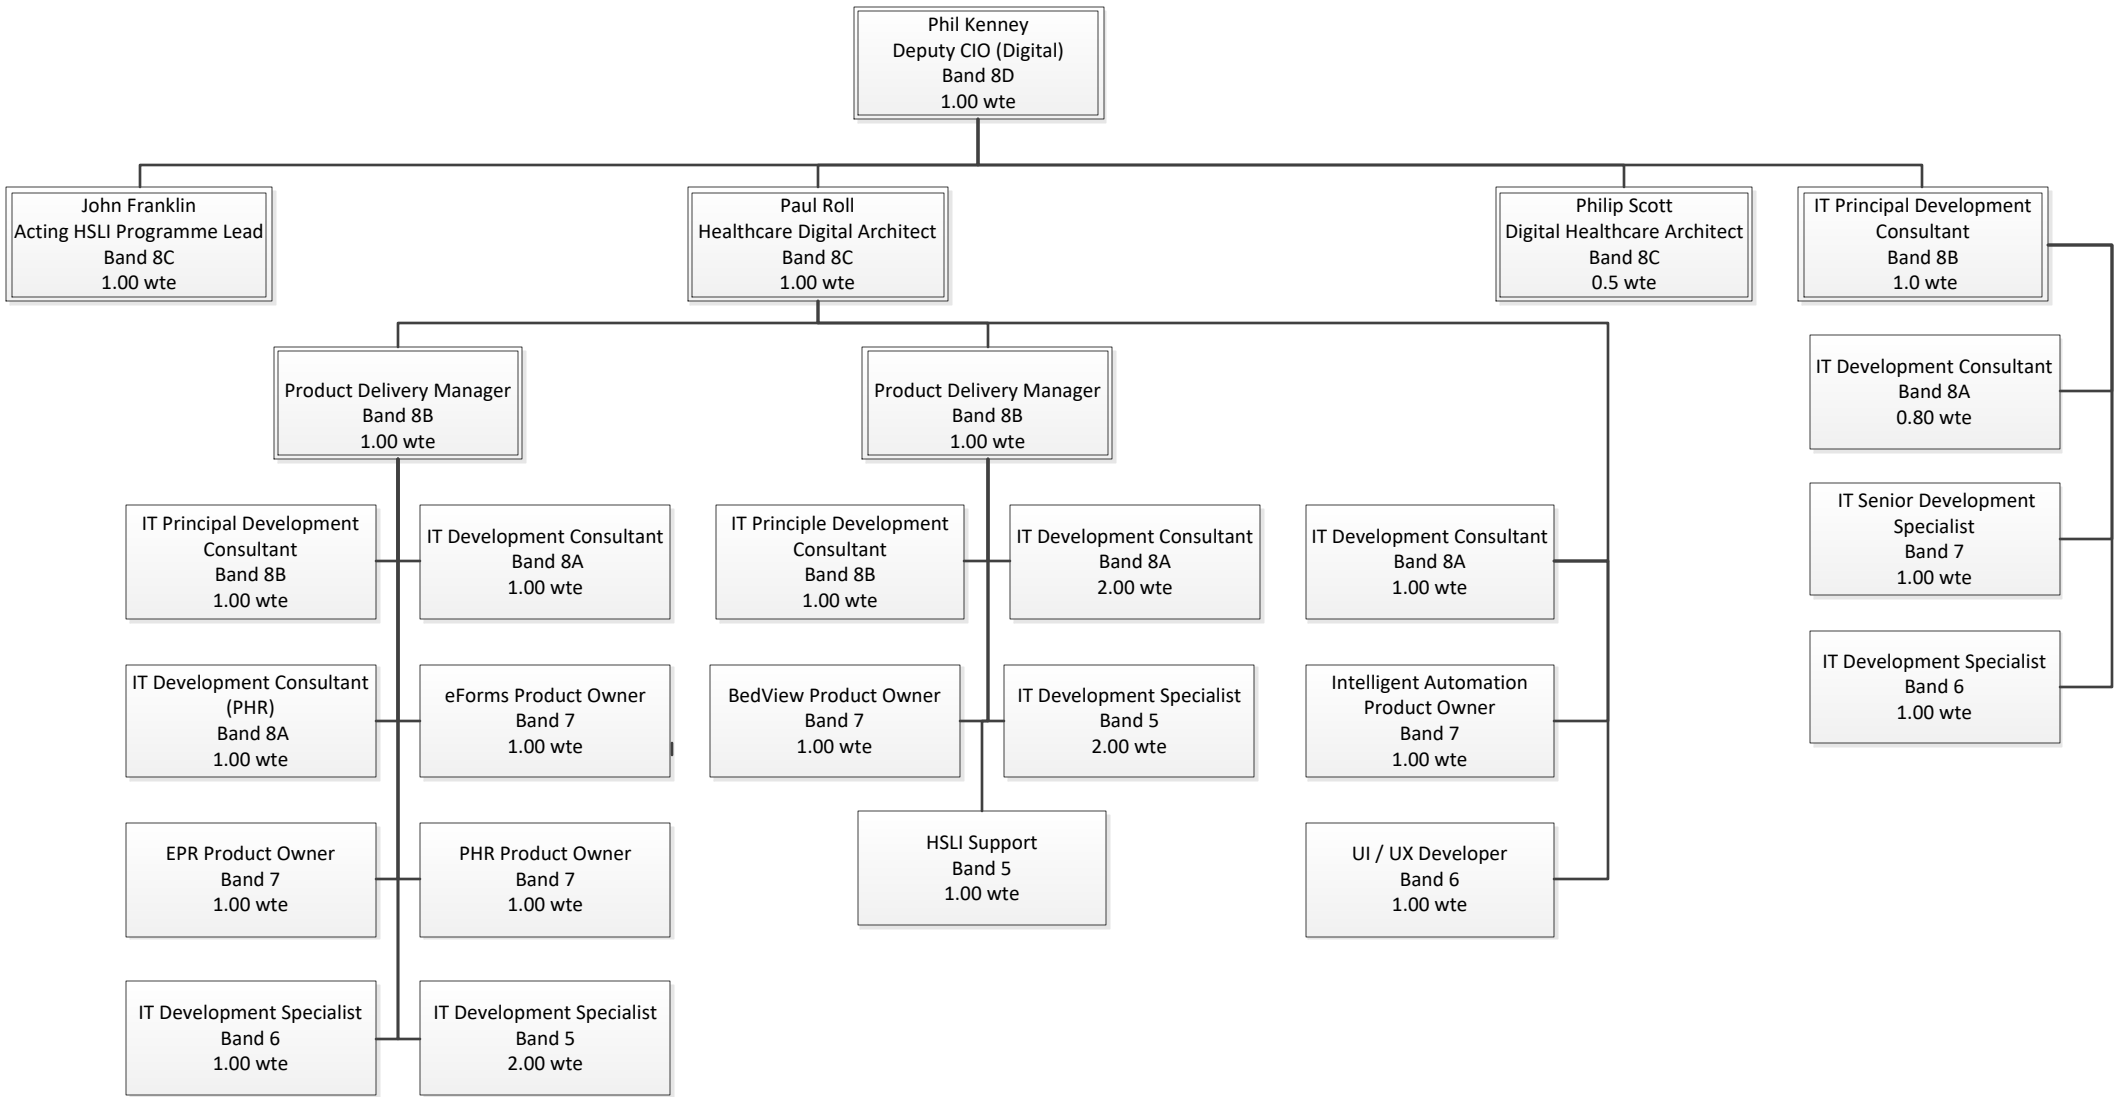 Phil Kenney
Deputy CIO (Digital)
Band 8D
1.00 wte
John Franklin
Acting HSLI Programme Lead
Band 8C
1.00 wte
Paul Roll
Healthcare Digital Architect
Band 8C
1.00 wte
Philip Scott
Digital Healthcare Architect
Band 8C
0.5 wte
IT Principal Development
Consultant
Band 8B
1.0 wte
Product Delivery Manager
Band 8B
1.00 wte
Product Delivery Manager
Band 8B
1.00 wte
IT Development Consultant
Band 8A
0.80 wte
IT Senior Development
Specialist
Band 7
1.00 wte
IT Development Specialist
Band 6
1.00 wte
IT Principal Development
Consultant
Band 8B
1.00 wte
IT Development Consultant
Band 8A
1.00 wte
IT Principle Development
Consultant
Band 8B
1.00 wte
IT Development Consultant
Band 8A
2.00 wte
IT Development Consultant
Band 8A
1.00 wte
IT Development Consultant
(PHR)
Band 8A
1.00 wte
eForms Product Owner
Band 7
1.00 wte
BedView Product Owner
Band 7
1.00 wte
IT Development Specialist
Band 5
2.00 wte
Intelligent Automation
Product Owner
Band 7
1.00 wte
EPR Product Owner
Band 7
1.00 wte
PHR Product Owner
Band 7
1.00 wte
HSLI Support
Band 5
1.00 wte
UI / UX Developer
Band 6
1.00 wte
IT Development Specialist
Band 6
1.00 wte
IT Development Specialist
Band 5
2.00 wte